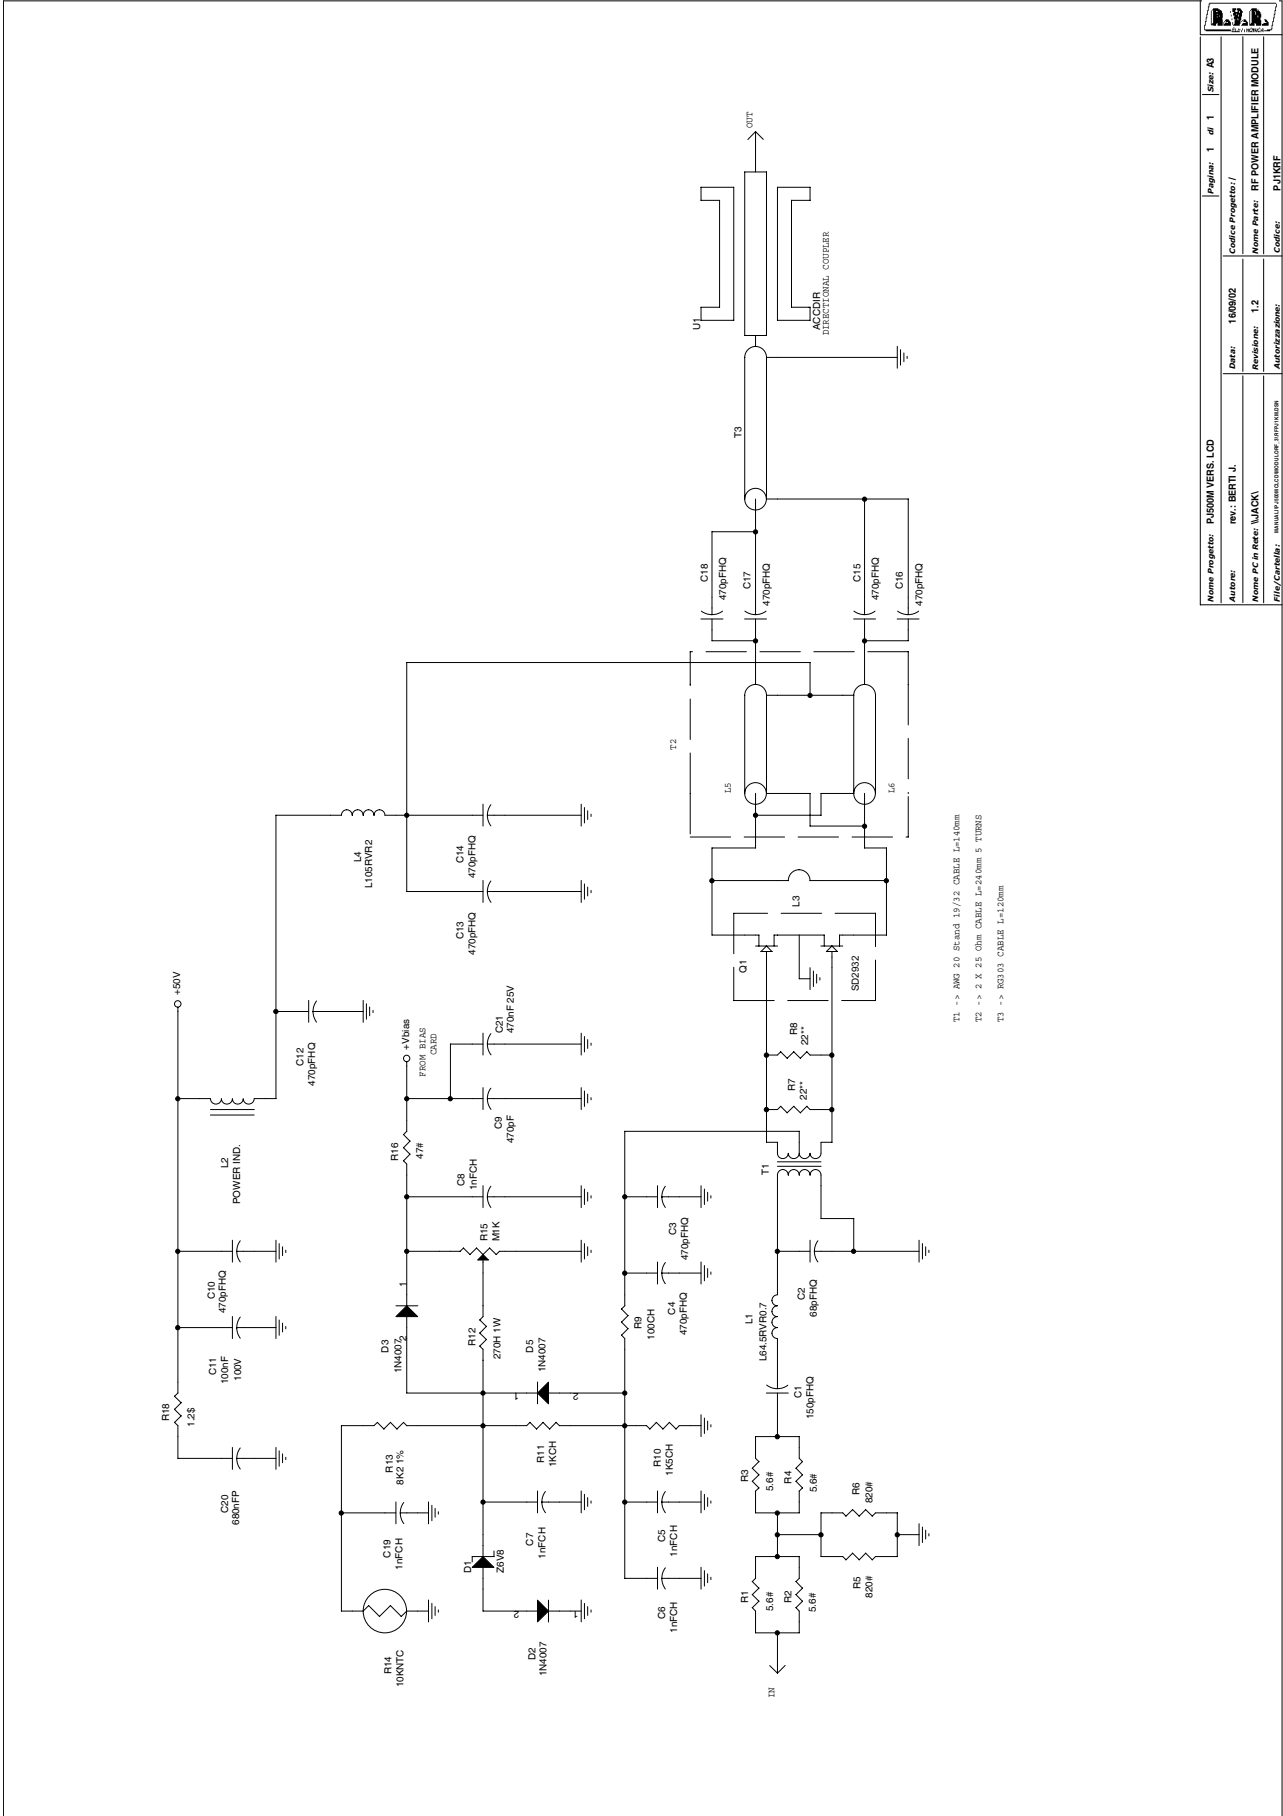 R.V.R.
ELETTRONICA
Nome Progetto: PJ500M VERS. LCD
Pagina: 1 di 1
Size: A3
Autore: rev.: BERTI J.
Data: 16/09/02
Codice Progetto: /
Nome PC in Rete: \\JACK\
Revisione: 1.2
Nome Parte: RF POWER AMPLIFIER MODULE
File/Cartella:
Autorizzazione:
Codice: PJ1KRF
+50V
R18
1.2$
C20
680nFP
C11
100nF
100V
C10
470pFHQ
L2
POWER IND.
C12
470pFHQ
L4
L105RVR2
C13
470pFHQ
C14
470pFHQ
R14
10KNTC
C19
1nFCH
R13
8K2 1%
D3
1N4007
2
1
R16
47#
+Vbias
FROM BIAS
CARD
C8
1nFCH
C9
470pF
C21
470nF 25V
R15
M1K
R12
270H 1W
D1
Z6V8
D2
1N4007
2
1
C7
1nFCH
R11
1KCH
D5
1N4007
1
2
C6
1nFCH
C5
1nFCH
R10
1K5CH
R9
100CH
C4
470pFHQ
C3
470pFHQ
IN
R1
5.6#
R2
5.6#
R3
5.6#
R4
5.6#
R5
820#
R6
820#
C1
150pFHQ
L1
L64.5RVR0.7
C2
68pFHQ
T1
R7
22**
R8
22**
Q1
SD2932
L3
T2
L5
L6
C18
470pFHQ
C17
470pFHQ
C15
470pFHQ
C16
470pFHQ
T3
U1
ACCDIR
DIRECTIONAL COUPLER
OUT
T1 -> AWG 20 Stand 19/32 CABLE L=140mm
T2 -> 2 X 25 Ohm CABLE L=240mm 5 TURNS
T3 -> RG303 CABLE L=120mm